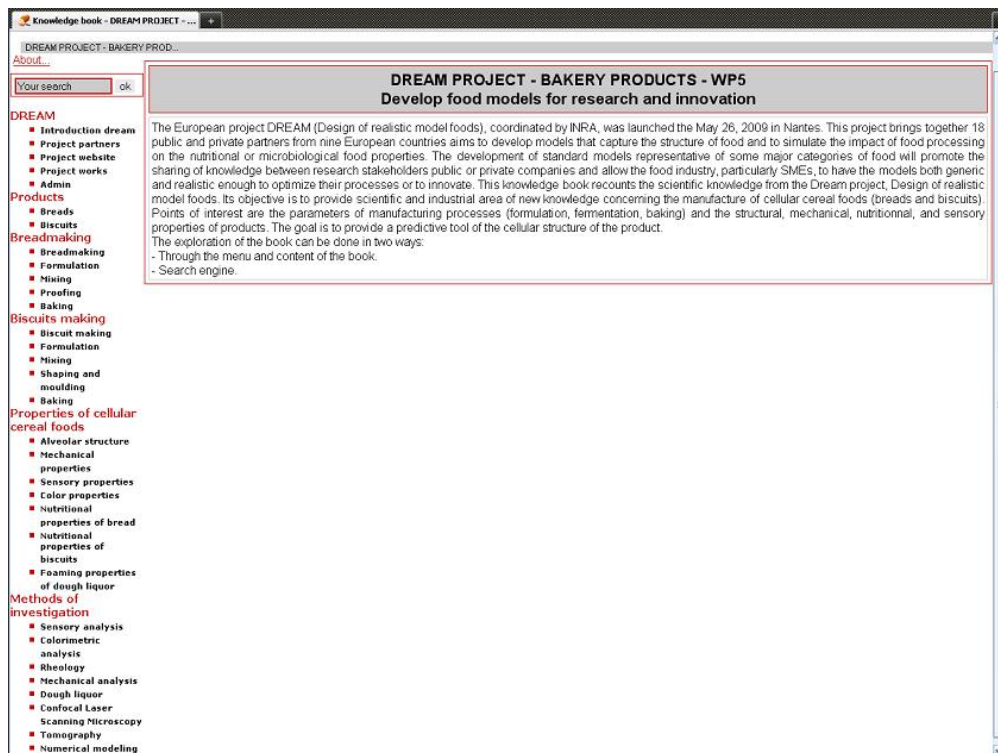 Knowledge book - DREAM PROJECT - ...
+
DREAM PROJECT - BAKERY PROD...
About...
Your search
ok
DREAM
Introduction dream
Project partners
Project website
Project works
Admin
Products
Breads
Biscuits
Breadmaking
Breadmaking
Formulation
Mixing
Proofing
Baking
Biscuits making
Biscuit making
Formulation
Mixing
Shaping and
moulding
Baking
Properties of cellular
cereal foods
Alveolar structure
Mechanical
properties
Sensory properties
Color properties
Nutritional
properties of bread
Nutritional
properties of
biscuits
Foaming properties
of dough liquor
Methods of
investigation
Sensory analysis
Colorimetric
analysis
Rheology
Mechanical analysis
Dough liquor
Confocal Laser
Scanning Microscopy
Tomography
Numerical modeling
DREAM PROJECT - BAKERY PRODUCTS - WP5
Develop food models for research and innovation
The European project DREAM (Design of realistic model foods), coordinated by INRA, was launched the May 26, 2009 in Nantes. This project brings together 18
public and private partners from nine European countries aims to develop models that capture the structure of food and to simulate the impact of food processing
on the nutritional or microbiological food properties. The development of standard models representative of some major categories of food will promote the
sharing of knowledge between research stakeholders public or private companies and allow the food industry, particularly SMEs, to have the models both generic
and realistic enough to optimize their processes or to innovate. This knowledge book recounts the scientific knowledge from the Dream project, Design of realistic
model foods. Its objective is to provide scientific and industrial area of new knowledge concerning the manufacture of cellular cereal foods (breads and biscuits).
Points of interest are the parameters of manufacturing processes (formulation, fermentation, baking) and the structural, mechanical, nutritionnal, and sensory
properties of products. The goal is to provide a predictive tool of the cellular structure of the product.
The exploration of the book can be done in two ways:
- Through the menu and content of the book.
- Search engine.